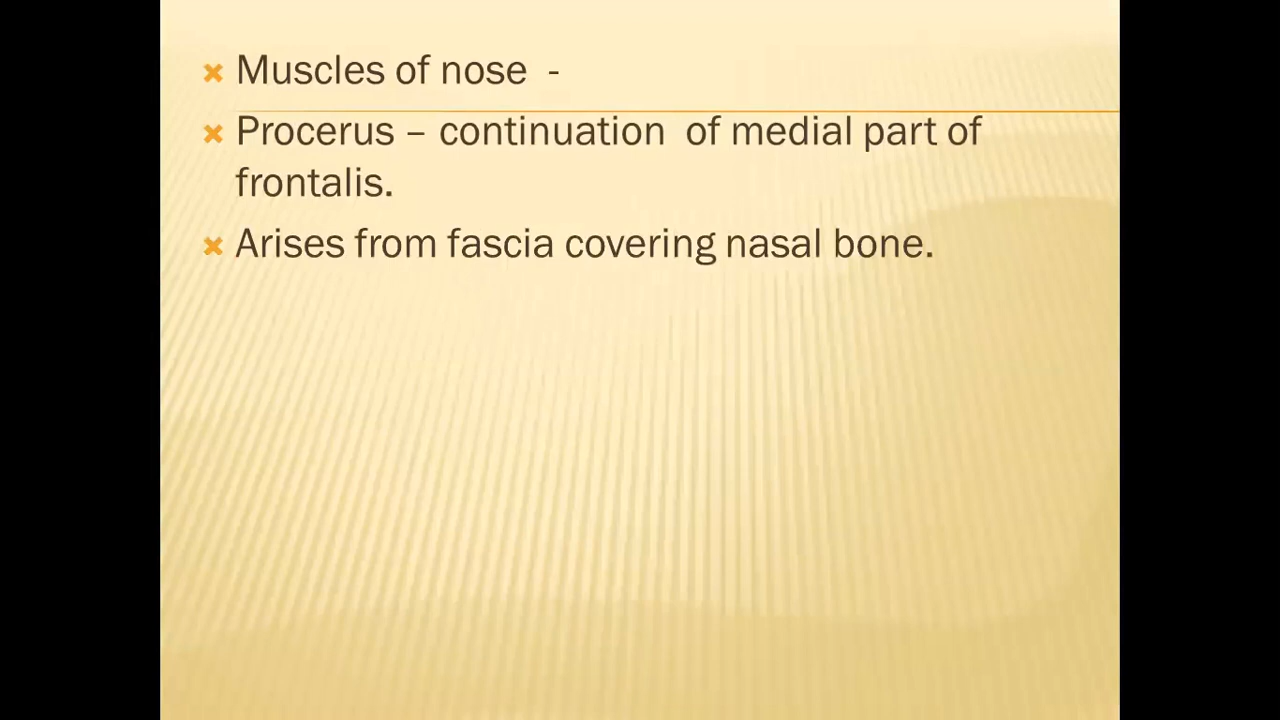 Muscles of nose  -
Procerus – continuation  of medial part of
frontalis.
Arises from fascia covering nasal bone.